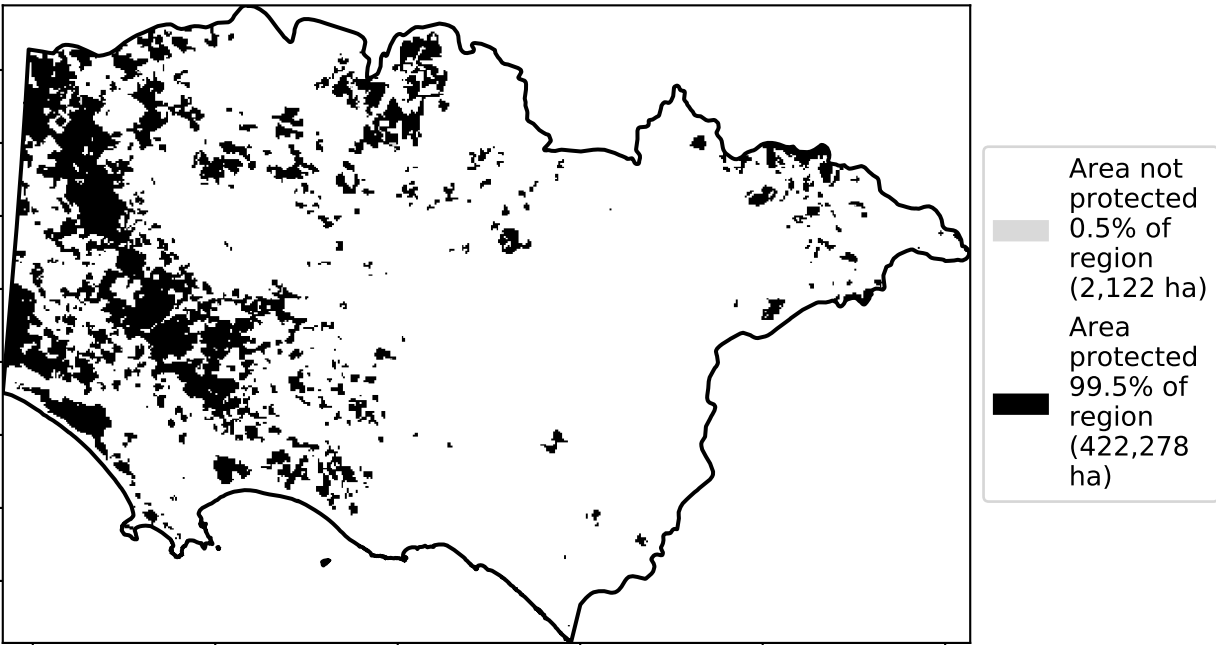 Area not
protected
0.5% of
region
(2,122 ha)
Area
protected
99.5% of
region
(422,278
ha)